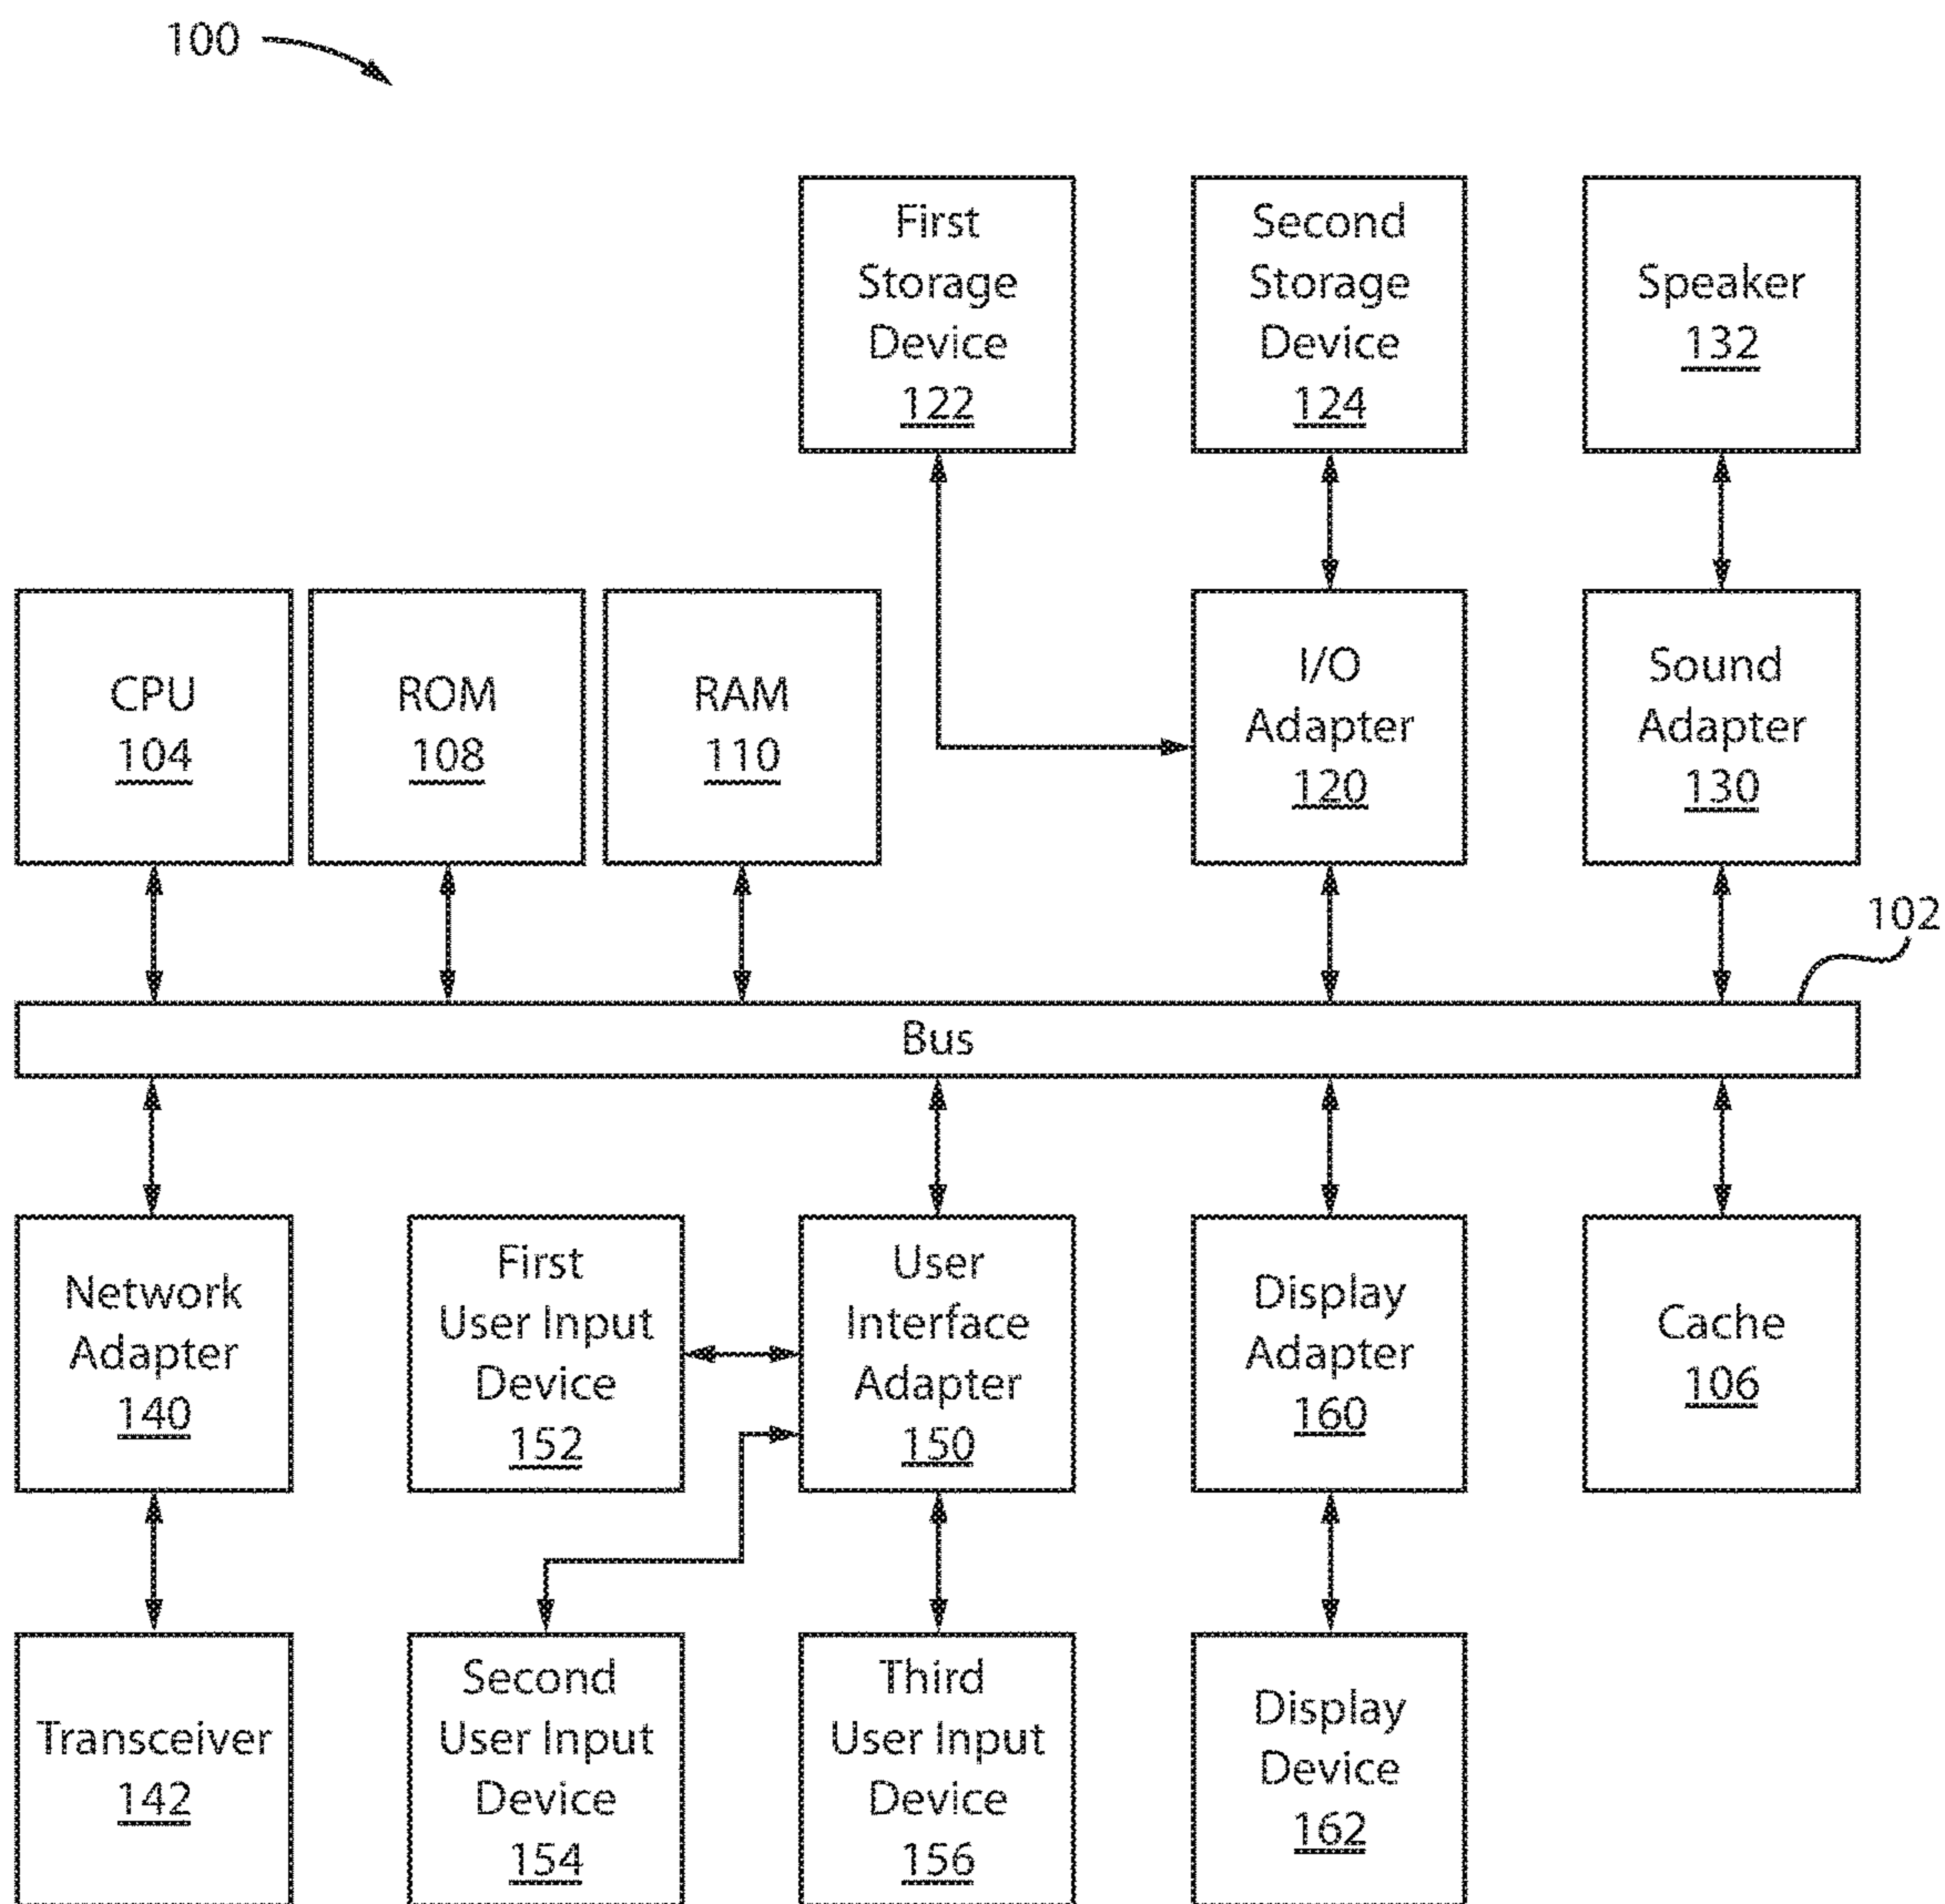 100
First
Storage
Device
122
Second
Storage
Device
124
Speaker
132
CPU
104
ROM
108
RAM
110
I/O
Adapter
120
Sound
Adapter
130
102
Bus
Network
Adapter
140
First
User Input
Device
152
User
Interface
Adapter
150
Display
Adapter
160
Cache
106
Transceiver
142
Second
User Input
Device
154
Third
User Input
Device
156
Display
Device
162